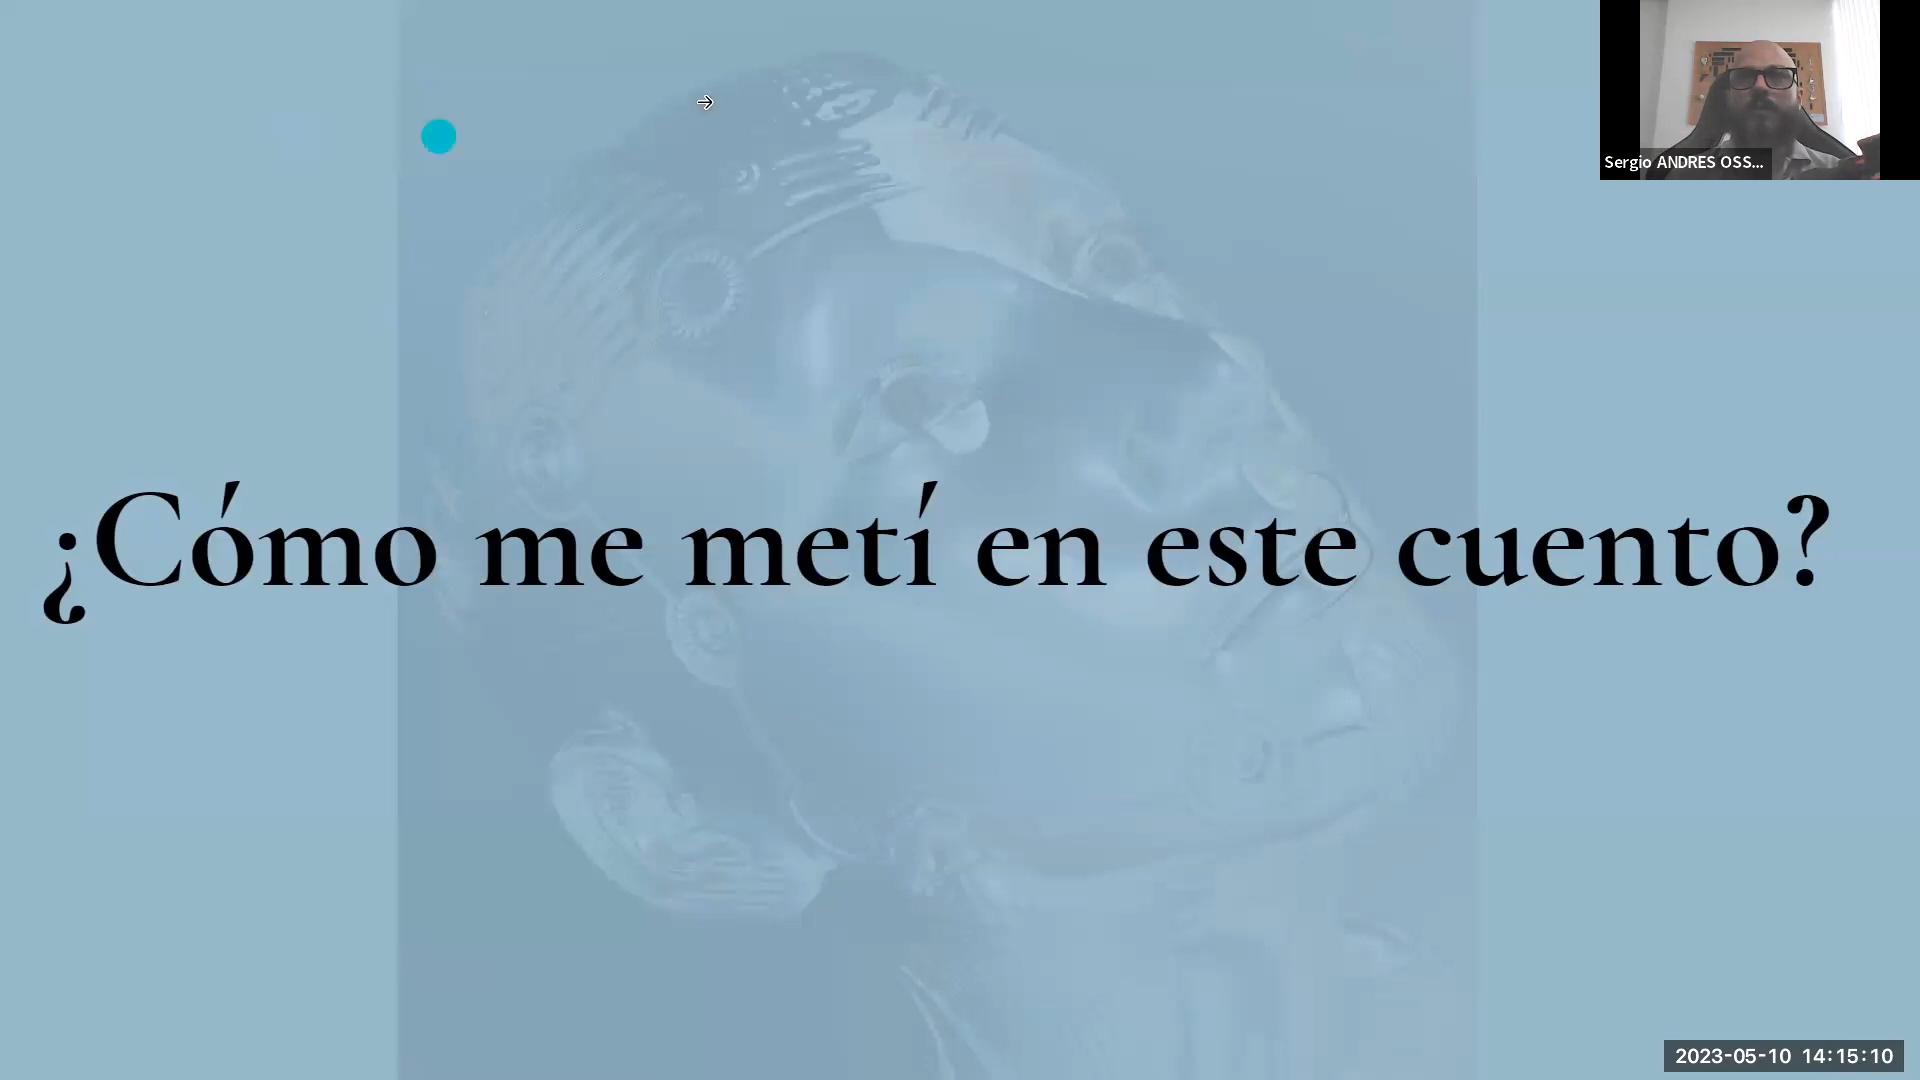 Sergio ANDRES OSS...
¿Cómo me metí en este cuento?
2023-05-10 14:15:10